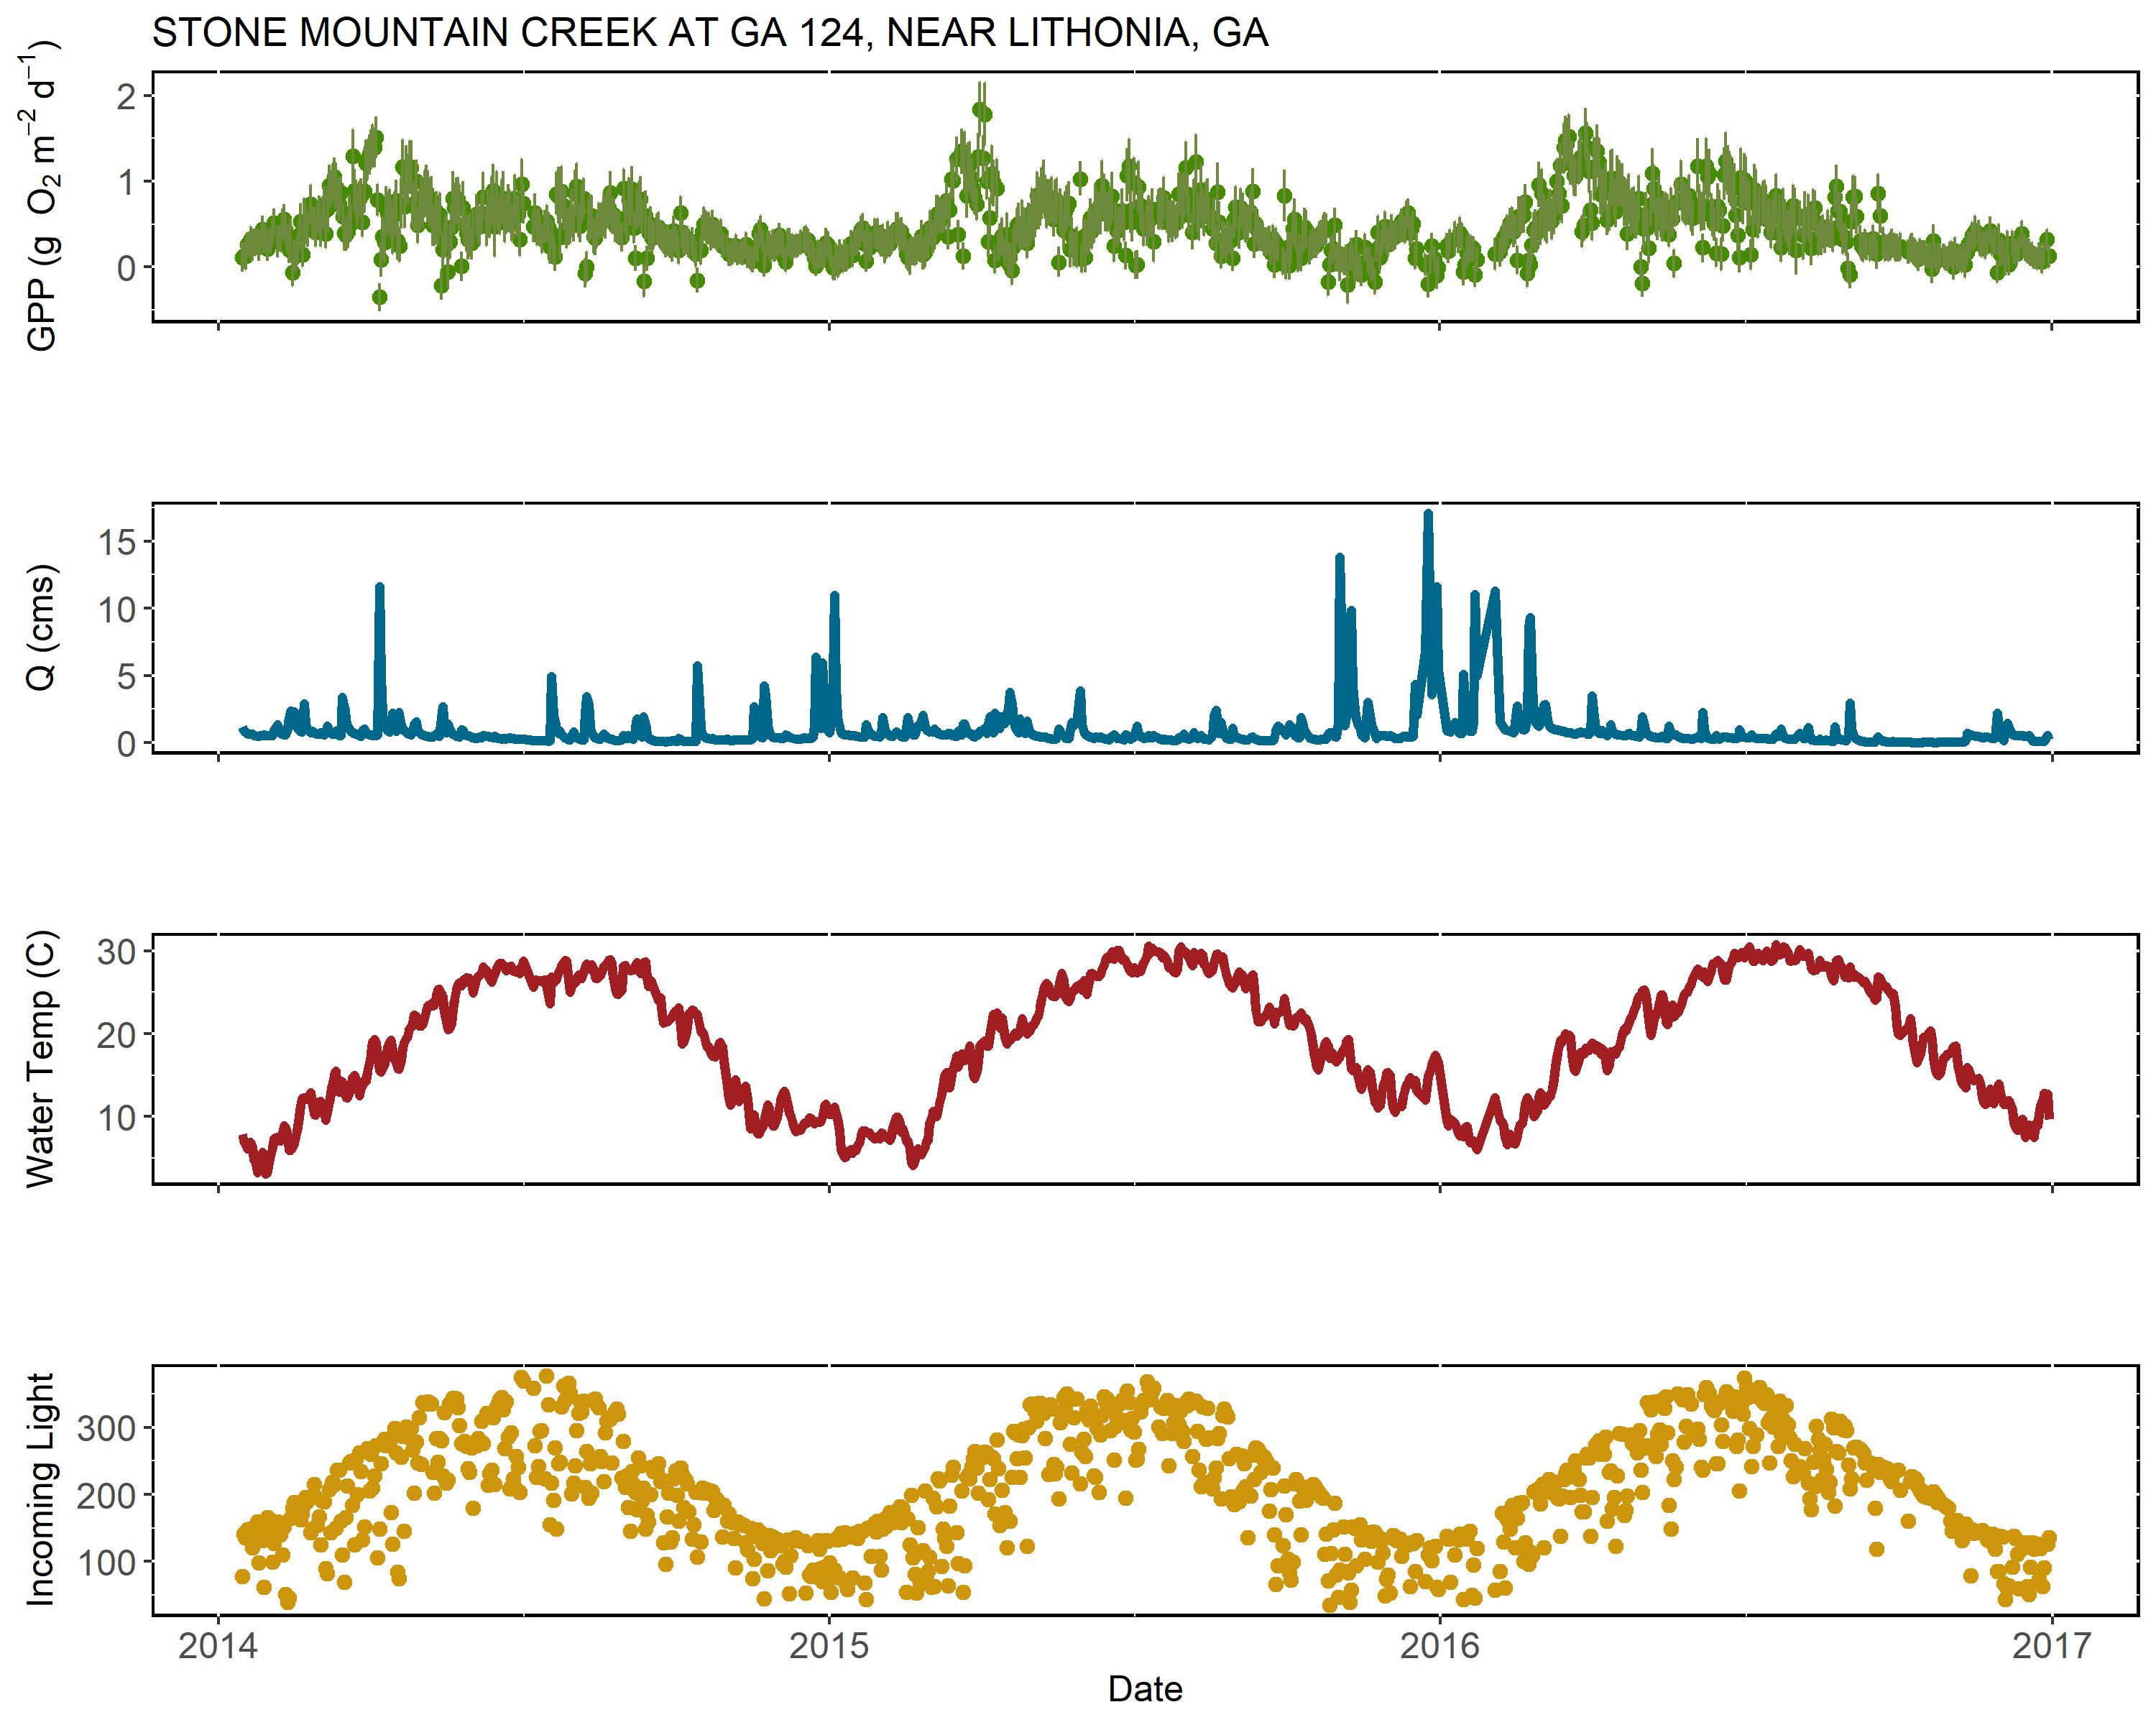 STONE MOUNTAIN CREEK AT GA 124, NEAR LITHONIA, GA
GPP (g O₂ m⁻² d⁻¹)
2
1
0
Q (cms)
15
10
5
0
Water Temp (C)
30
20
10
Incoming Light
300
200
100
2014 2015 2016 2017
Date